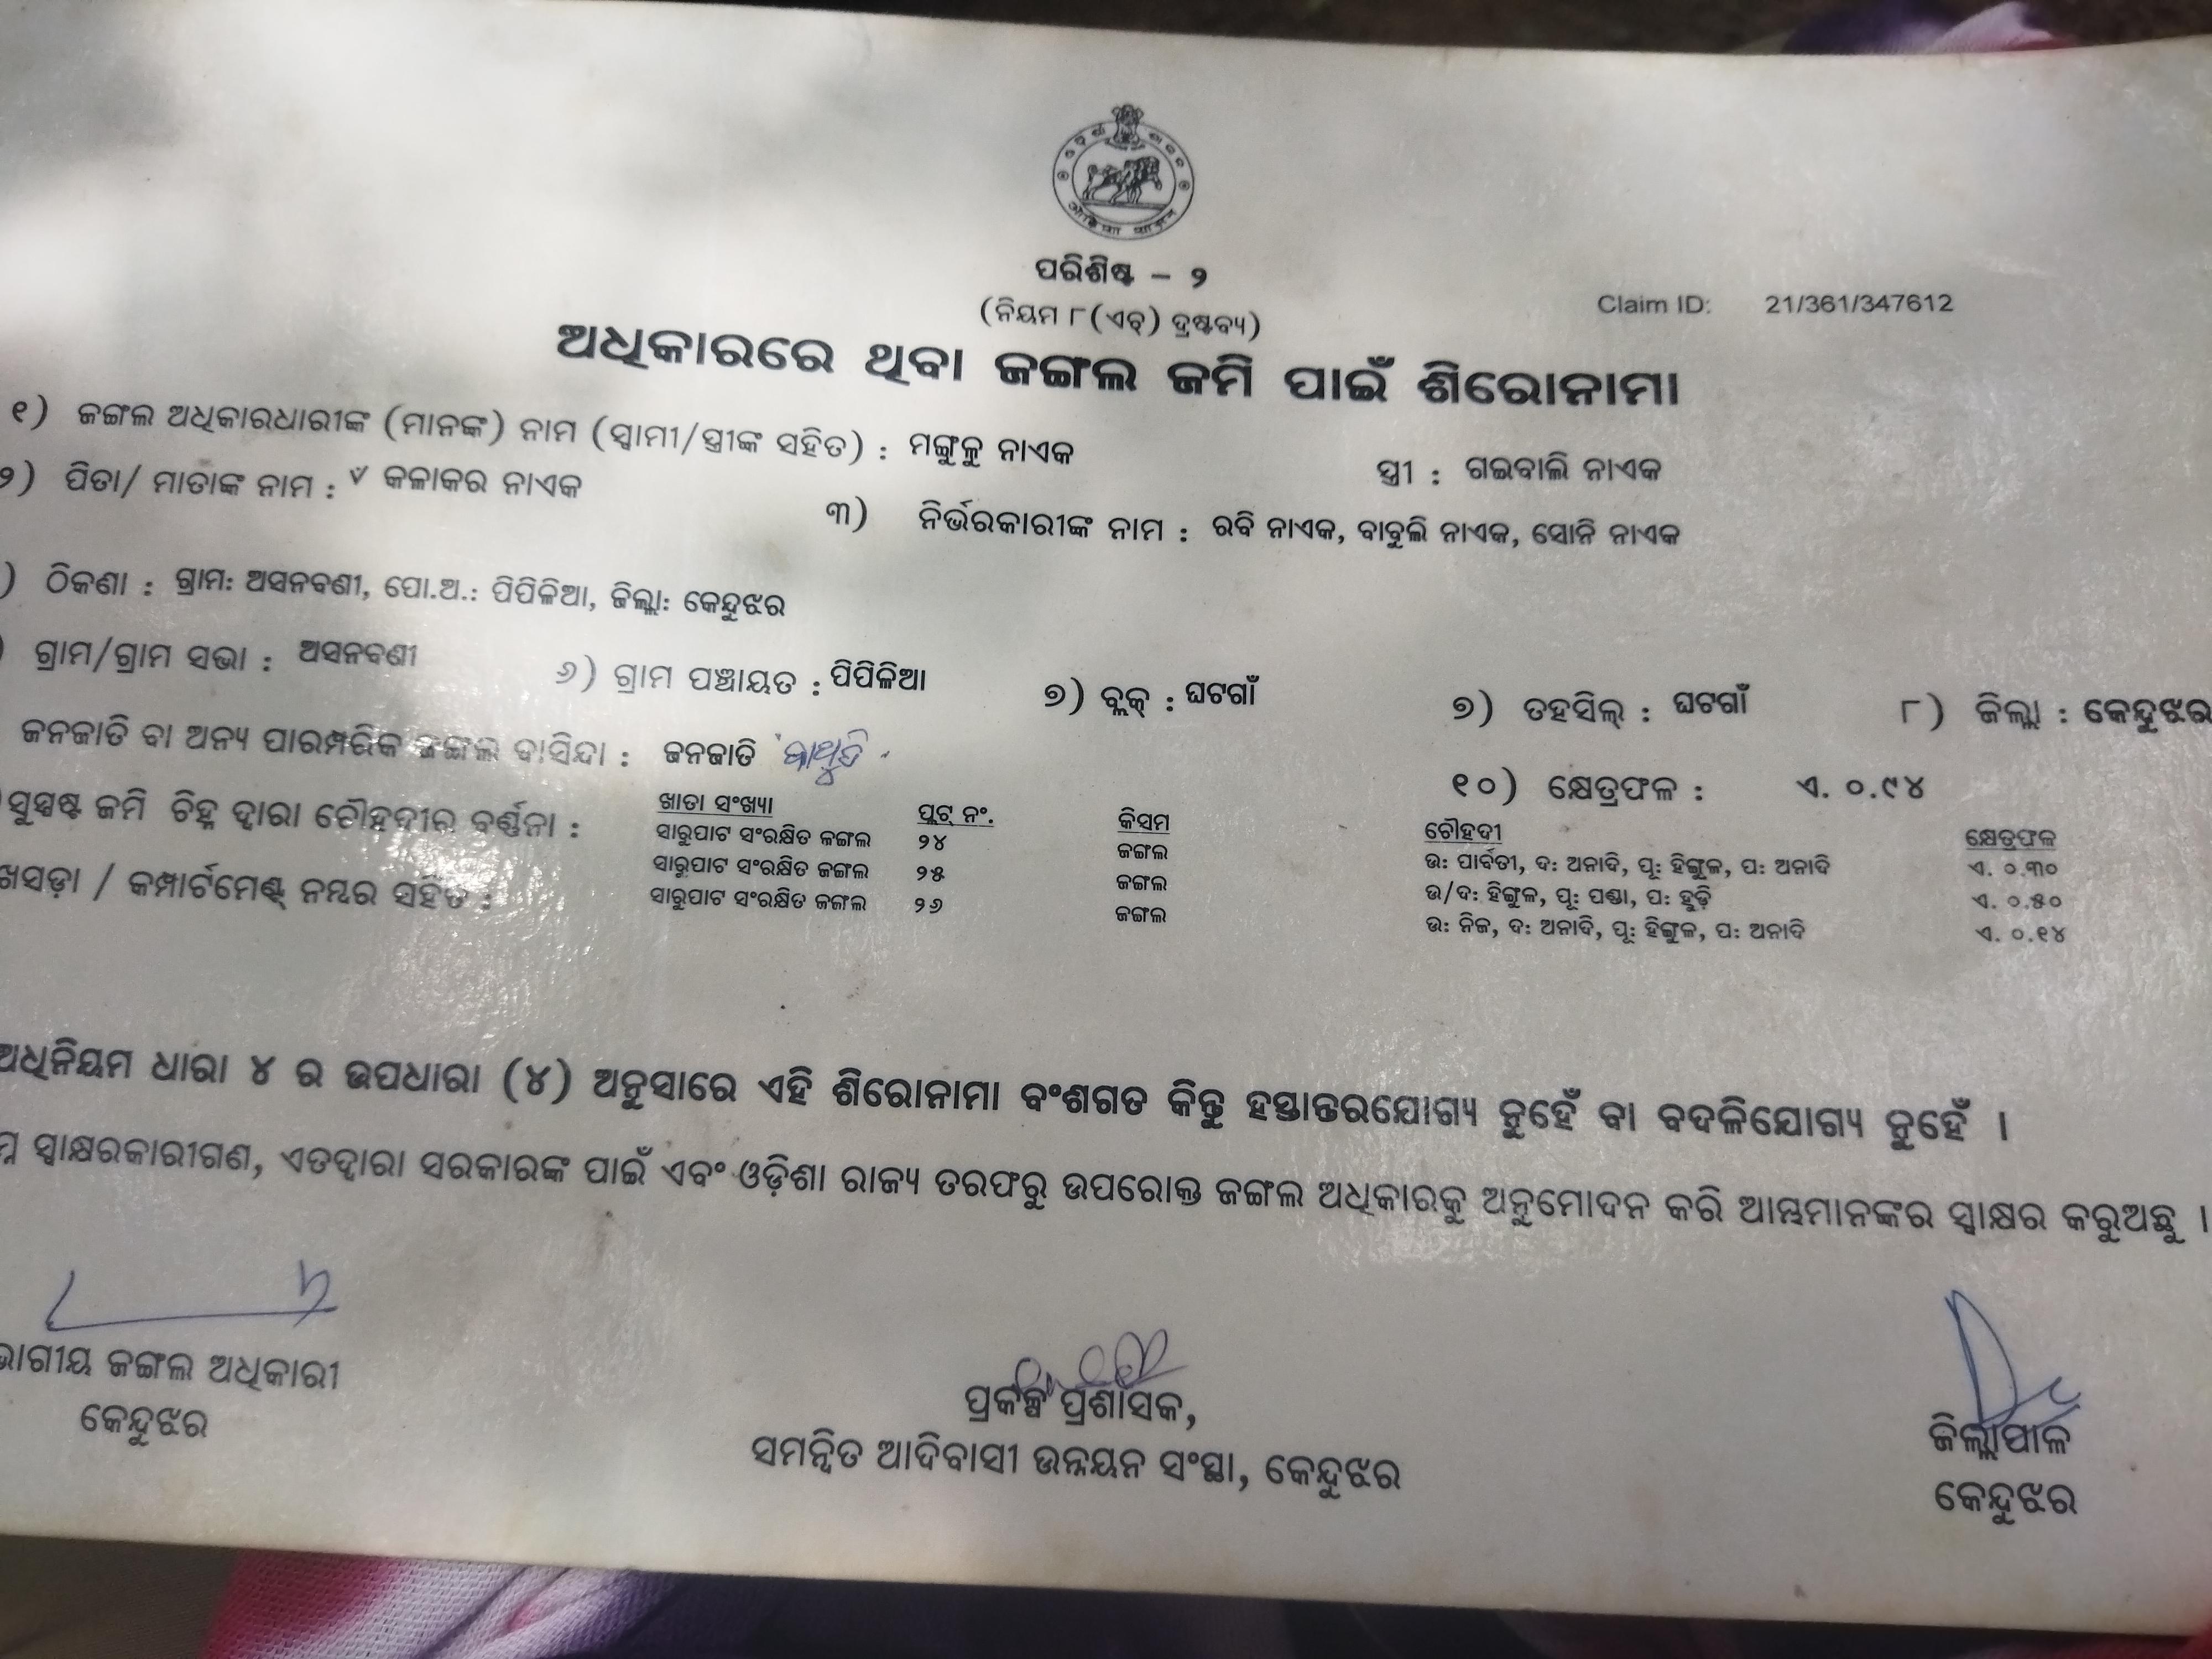 ପରିଶିଷ୍ଟ – ୨
(ନିୟମ ୮(ଏଚ୍) ଦ୍ରଷ୍ଟବ୍ୟ)
Claim ID: 21/361/347612
ଅଧିକାରରେ ଥିବା ଜଙ୍ଗଲ ଜମି ପାଇଁ ଶିରୋନାମା
୧) ଜଙ୍ଗଲ ଅଧିକାରଧାରୀଙ୍କ (ମାନଙ୍କ) ନାମ (ସ୍ୱାମୀ/ସ୍ତ୍ରୀଙ୍କ ସହିତ) : ମଙ୍ଗୁଳୁ ନାଏକ ସ୍ତ୍ରୀ : ଗଇବାଲି ନାଏକ
୨) ପିତା/ ମାତାଙ୍କ ନାମ : କଳାକର ନାଏକ ୩) ନିର୍ଭରକାରୀଙ୍କ ନାମ : ରବି ନାଏକ, ବାବୁଲି ନାଏକ, ସୋନି ନାଏକ
) ଠିକଣା : ଗ୍ରାମ: ଅସନବଣୀ, ପୋ.ଅ.: ପିପିଳିଆ, ଜିଲ୍ଲା: କେନ୍ଦୁଝର
) ଗ୍ରାମ/ଗ୍ରାମ ସଭା : ଅସନବଣୀ ୬) ଗ୍ରାମ ପଞ୍ଚାୟତ : ପିପିଳିଆ ୭) ବ୍ଲକ୍ : ଘଟଗାଁ ୭) ତହସିଲ୍ : ଘଟଗାଁ ୮) ଜିଲ୍ଲା : କେନ୍ଦୁଝର
ଜନଜାତି ବା ଅନ୍ୟ ପାରମ୍ପରିକ ଜଙ୍ଗଲ ବାସିନ୍ଦା : ଜନଜାତି ବାଥୁଡି
୧୦) କ୍ଷେତ୍ରଫଳ : ଏ. ୦.୯୪
) ସୁସ୍ପଷ୍ଟ ଜମି ଚିହ୍ନ ଦ୍ୱାରା ଚୌହଦୀର ବର୍ଣ୍ଣନା :
ଖସଡ଼ା / କମ୍ପାର୍ଟମେଣ୍ଟ୍ ନମ୍ବର ସହିତ :
ଖାତା ସଂଖ୍ୟା ପ୍ଲଟ୍ ନଂ. କିସମ ଚୌହଦୀ କ୍ଷେତ୍ରଫଳ
ସାରୁପାଟ ସଂରକ୍ଷିତ ଜଙ୍ଗଲ ୨୪ ଜଙ୍ଗଲ ଉ: ପାର୍ବତୀ, ଦ: ଅନାଦି, ପୂ: ହିଙ୍ଗୁଳ, ପ: ଅନାଦି ଏ. ୦.୩୦
ସାରୁପାଟ ସଂରକ୍ଷିତ ଜଙ୍ଗଲ ୨୫ ଜଙ୍ଗଲ ଉ/ଦ: ହିଙ୍ଗୁଳ, ପୂ: ପଣ୍ଡା, ପ: ହୁଡ଼ି ଏ. ୦.୫୦
ସାରୁପାଟ ସଂରକ୍ଷିତ ଜଙ୍ଗଲ ୨୬ ଜଙ୍ଗଲ ଉ: ନିଜ, ଦ: ଅନାଦି, ପୂ: ହିଙ୍ଗୁଳ, ପ: ଅନାଦି ଏ. ୦.୧୪
ଅଧିନିୟମ ଧାରା ୪ ର ଉପଧାରା (୪) ଅନୁସାରେ ଏହି ଶିରୋନାମା ବଂଶଗତ କିନ୍ତୁ ହସ୍ତାନ୍ତରଯୋଗ୍ୟ ନୁହେଁ ବା ବଦଳିଯୋଗ୍ୟ ନୁହେଁ ।
ସ୍ୱାକ୍ଷରକାରୀଗଣ, ଏତଦ୍ୱାରା ସରକାରଙ୍କ ପାଇଁ ଏବଂ ଓଡ଼ିଶା ରାଜ୍ୟ ତରଫରୁ ଉପରୋକ୍ତ ଜଙ୍ଗଲ ଅଧିକାରକୁ ଅନୁମୋଦନ କରି ଆମ୍ଭମାନଙ୍କର ସ୍ୱାକ୍ଷର କରୁଅଛୁ ।
ଭାଗୀୟ ଜଙ୍ଗଲ ଅଧିକାରୀ
କେନ୍ଦୁଝର
ପ୍ରକଳ୍ପ ପ୍ରଶାସକ,
ସମନ୍ୱିତ ଆଦିବାସୀ ଉନ୍ନୟନ ସଂସ୍ଥା, କେନ୍ଦୁଝର
ଜିଲ୍ଲାପାଳ
କେନ୍ଦୁଝର